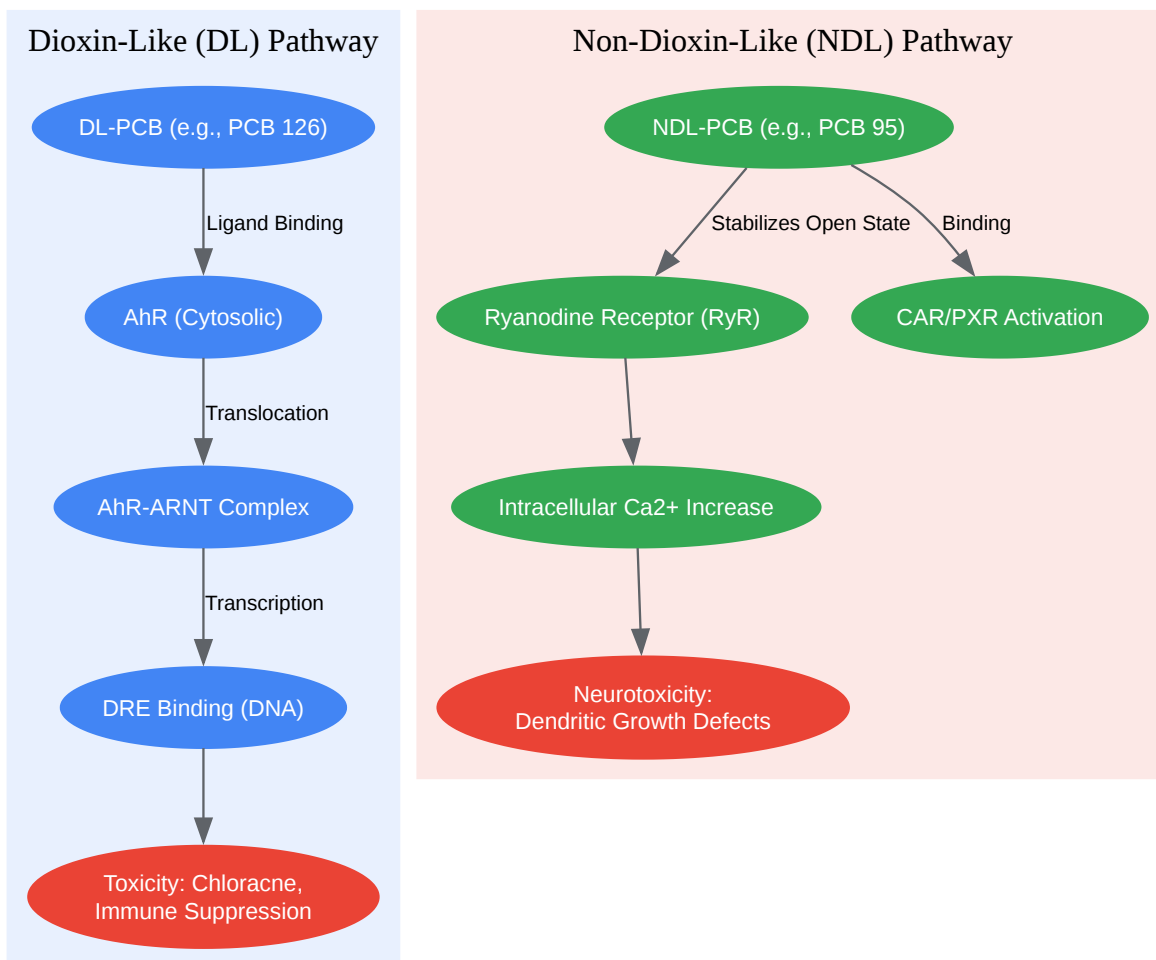 Dioxin-Like (DL) Pathway
DL-PCB (e.g., PCB 126)
Ligand Binding
AhR (Cytosolic)
Translocation
AhR-ARNT Complex
Transcription
DRE Binding (DNA)
Toxicity: Chloracne,
Immune Suppression
Non-Dioxin-Like (NDL) Pathway
NDL-PCB (e.g., PCB 95)
Stabilizes Open State
Binding
Ryanodine Receptor (RyR)
CAR/PXR Activation
Intracellular Ca2+ Increase
Neurotoxicity:
Dendritic Growth Defects